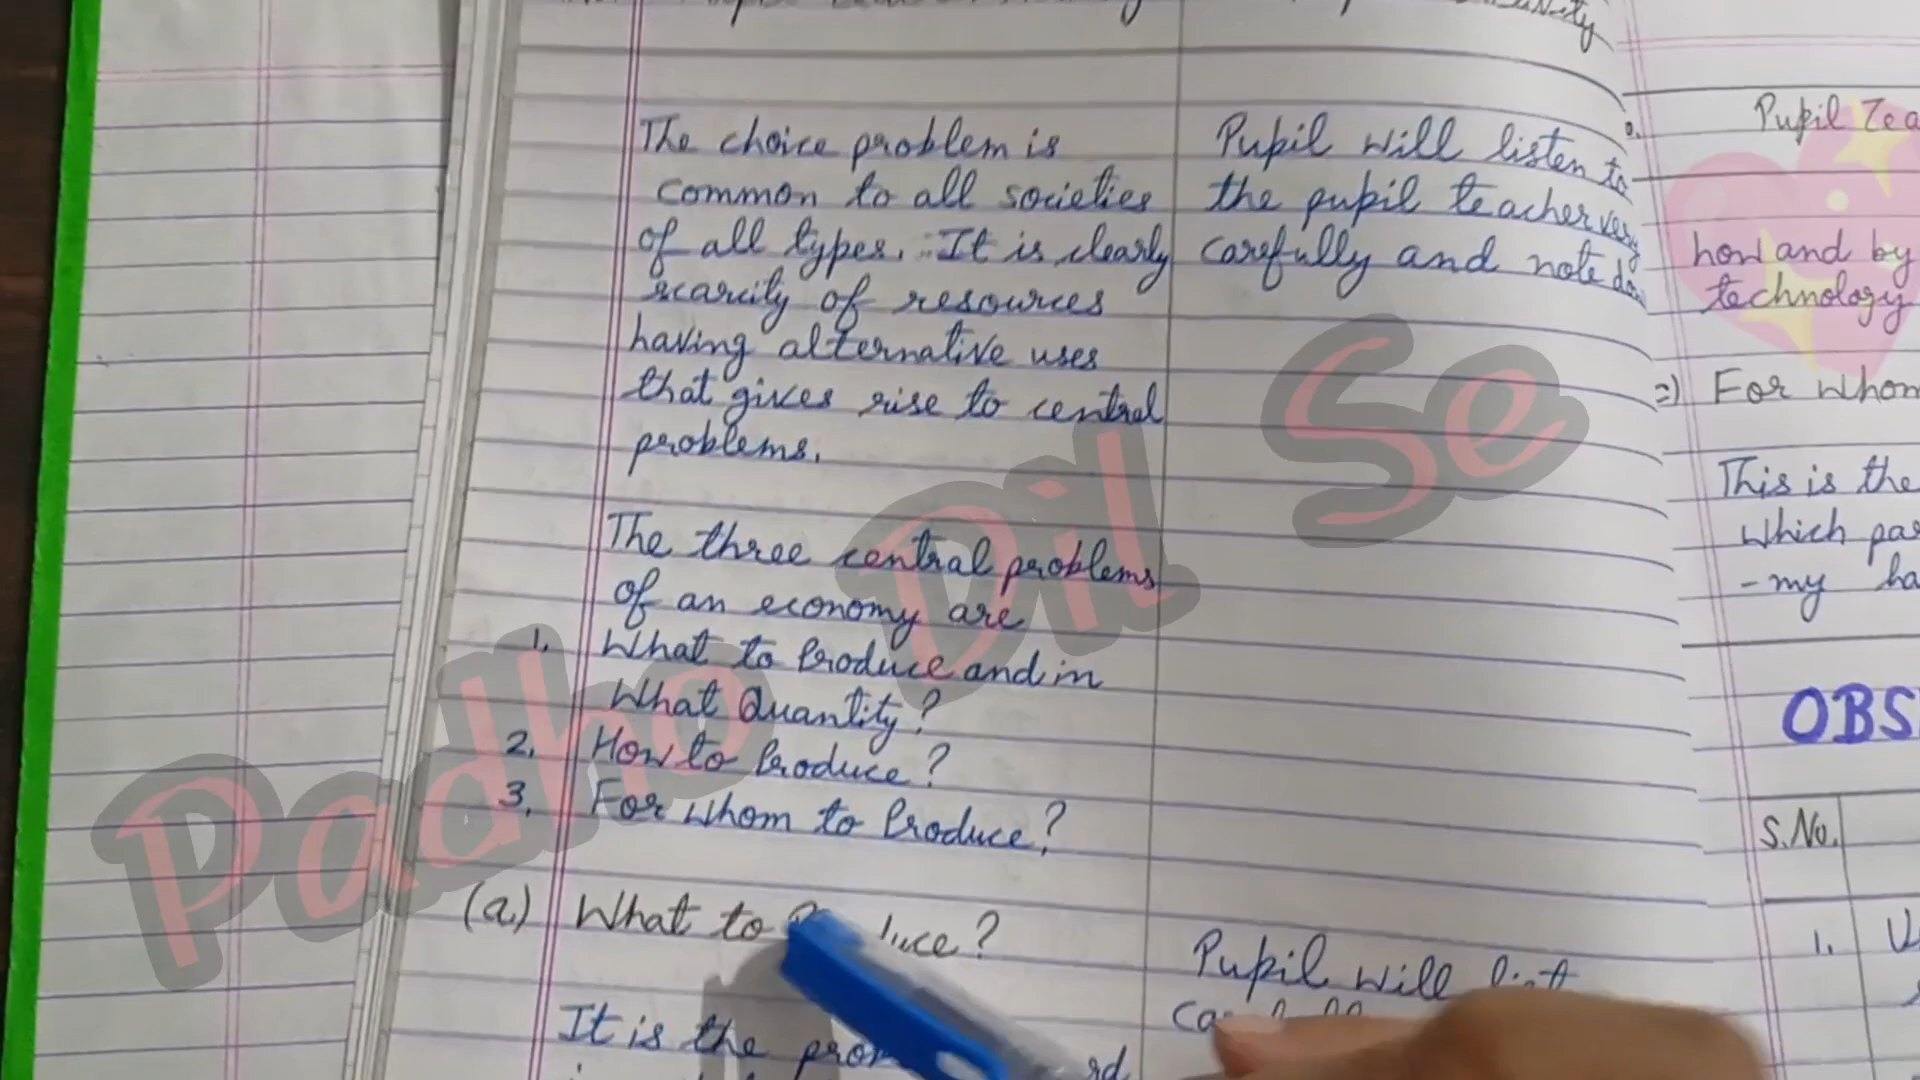 The choice problem is
common to all societies
of all types. It is clearly
scarcity of resources
having alternative uses
that gives rise to central
problems.
The three central problems
of an economy are
1. What to Produce and in
What Quantity?
2. How to Produce?
3. For Whom to Produce?
(a.) What to uce?
It is the
Pupil will listen to
the pupil teacher very
carefully and note do
Pupil will
Pupil Tea
how and by
technology
=) For Whom
This is the
Which pa
- my ha
OBS
S.No.
1.
Padho Dil Se